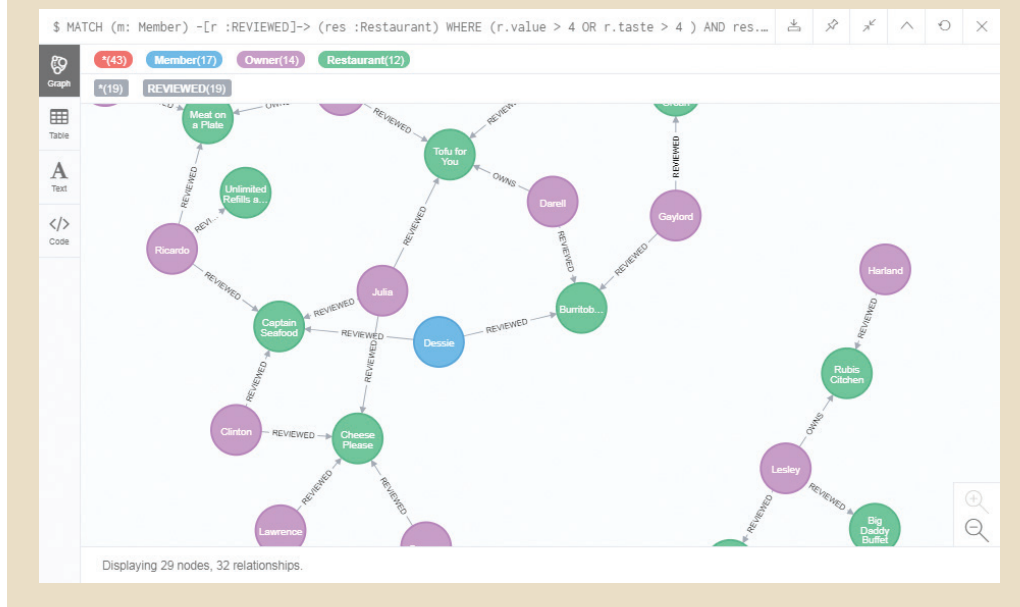 $ MATCH (m: Member) -[r :REVIEWED]-> (res :Restaurant) WHERE (r.value > 4 OR r.taste > 4 ) AND res.…
Graph
*(43) Member(17) Owner(14) Restaurant(12)
*(19) REVIEWED(19)
Table
Text
</>
Code
Meat on
a Plate
REVIEWED
REVIEWED
Tofu for
You
OWNS
REVIEWED
REVIEWED
Unlimited
Refills a...
REVI...
Darell
Gaylord
REVIEWED
Ricardo
REVIEWED
REVIEWED
REVIEWED
Harland
Julia
REVIEWED
Burritob...
REVIEWED
Captain
Seafood
REVIEWED
REVIEWED
Dessie
REVIEWED
Rubis
Citchen
REVIEWED
OWNS
Clinton
REVIEWED
Cheese
Please
Lesley
REVIEWED
REVIEWED
REVIEWED
REVIEWED
Lawrence
Big
Daddy
Buffet
Displaying 29 nodes, 32 relationships.